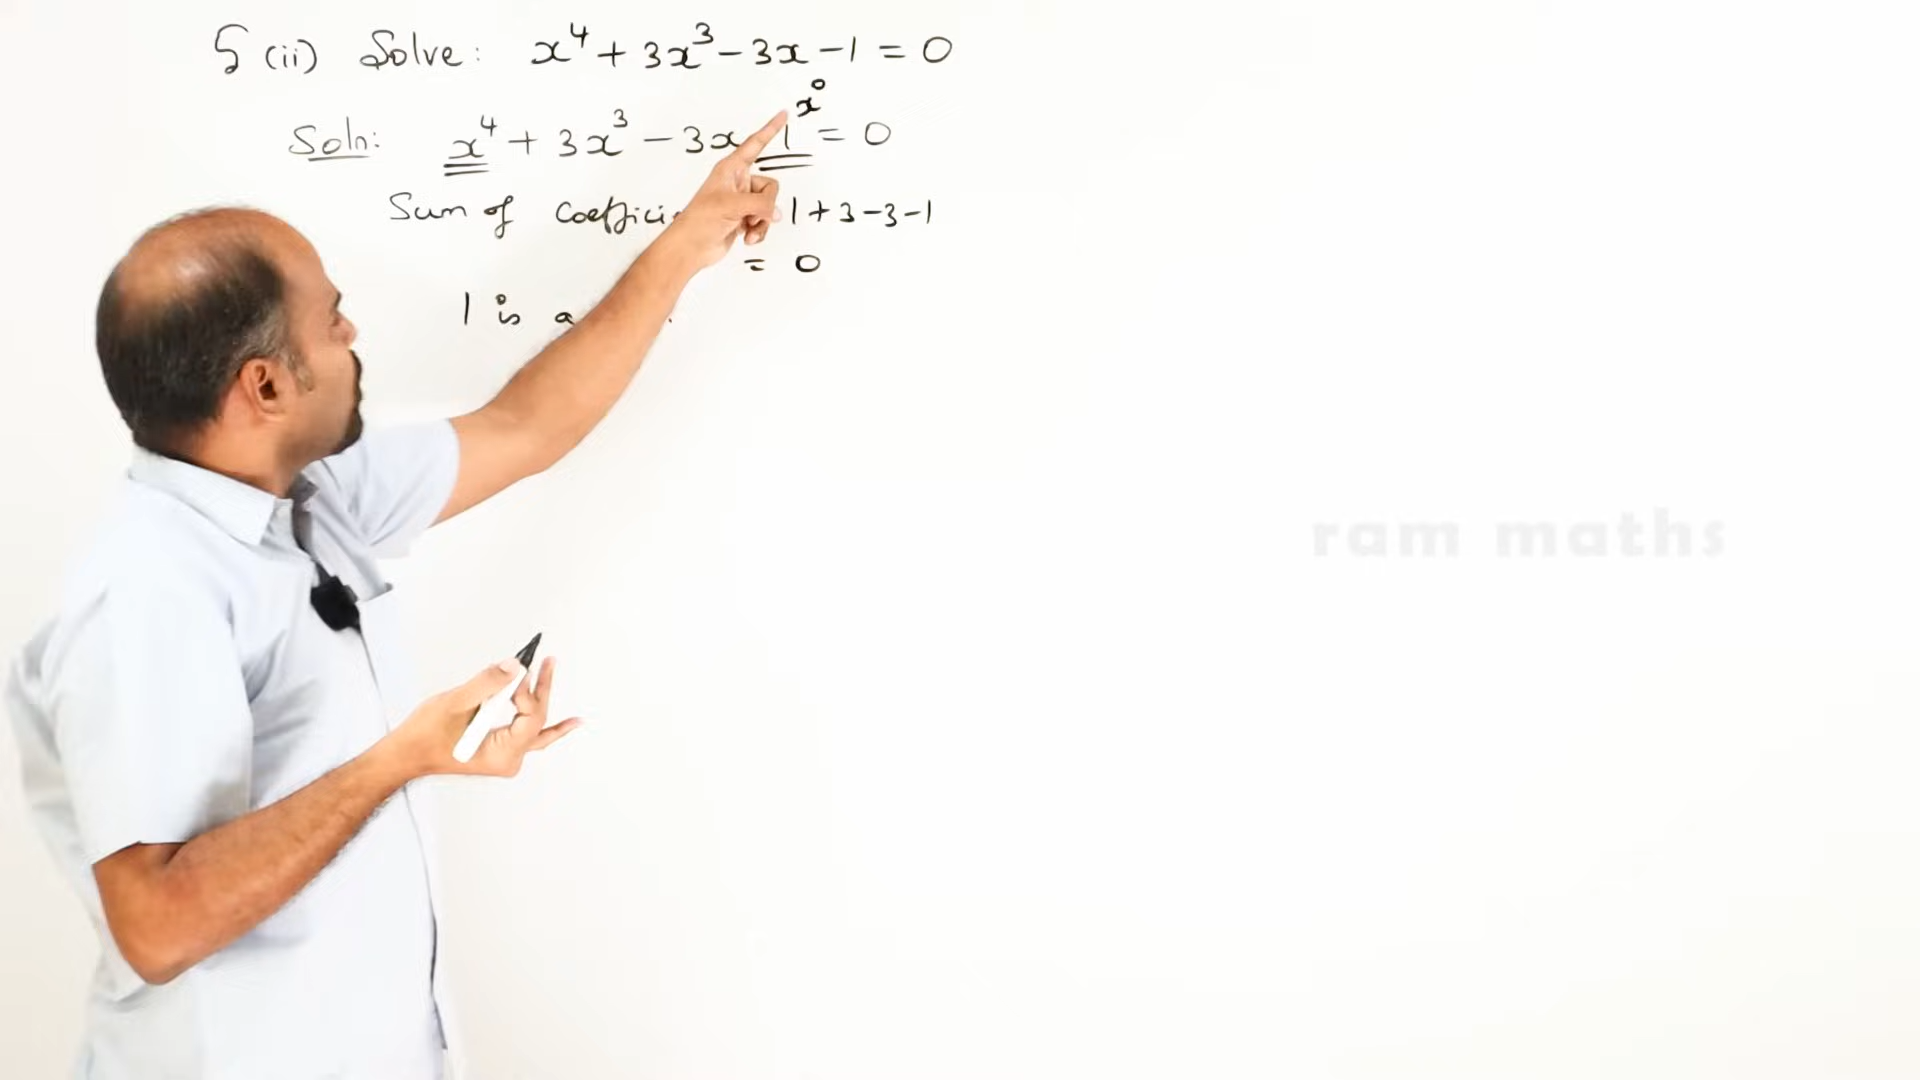 5 (ii) Solve: x⁴ + 3x³ - 3x - 1 = 0
Soln: x⁴ + 3x³ - 3x 1 x⁰ = 0
Sum of 1 + 3 - 3 - 1
= 0
1 is a
ram maths